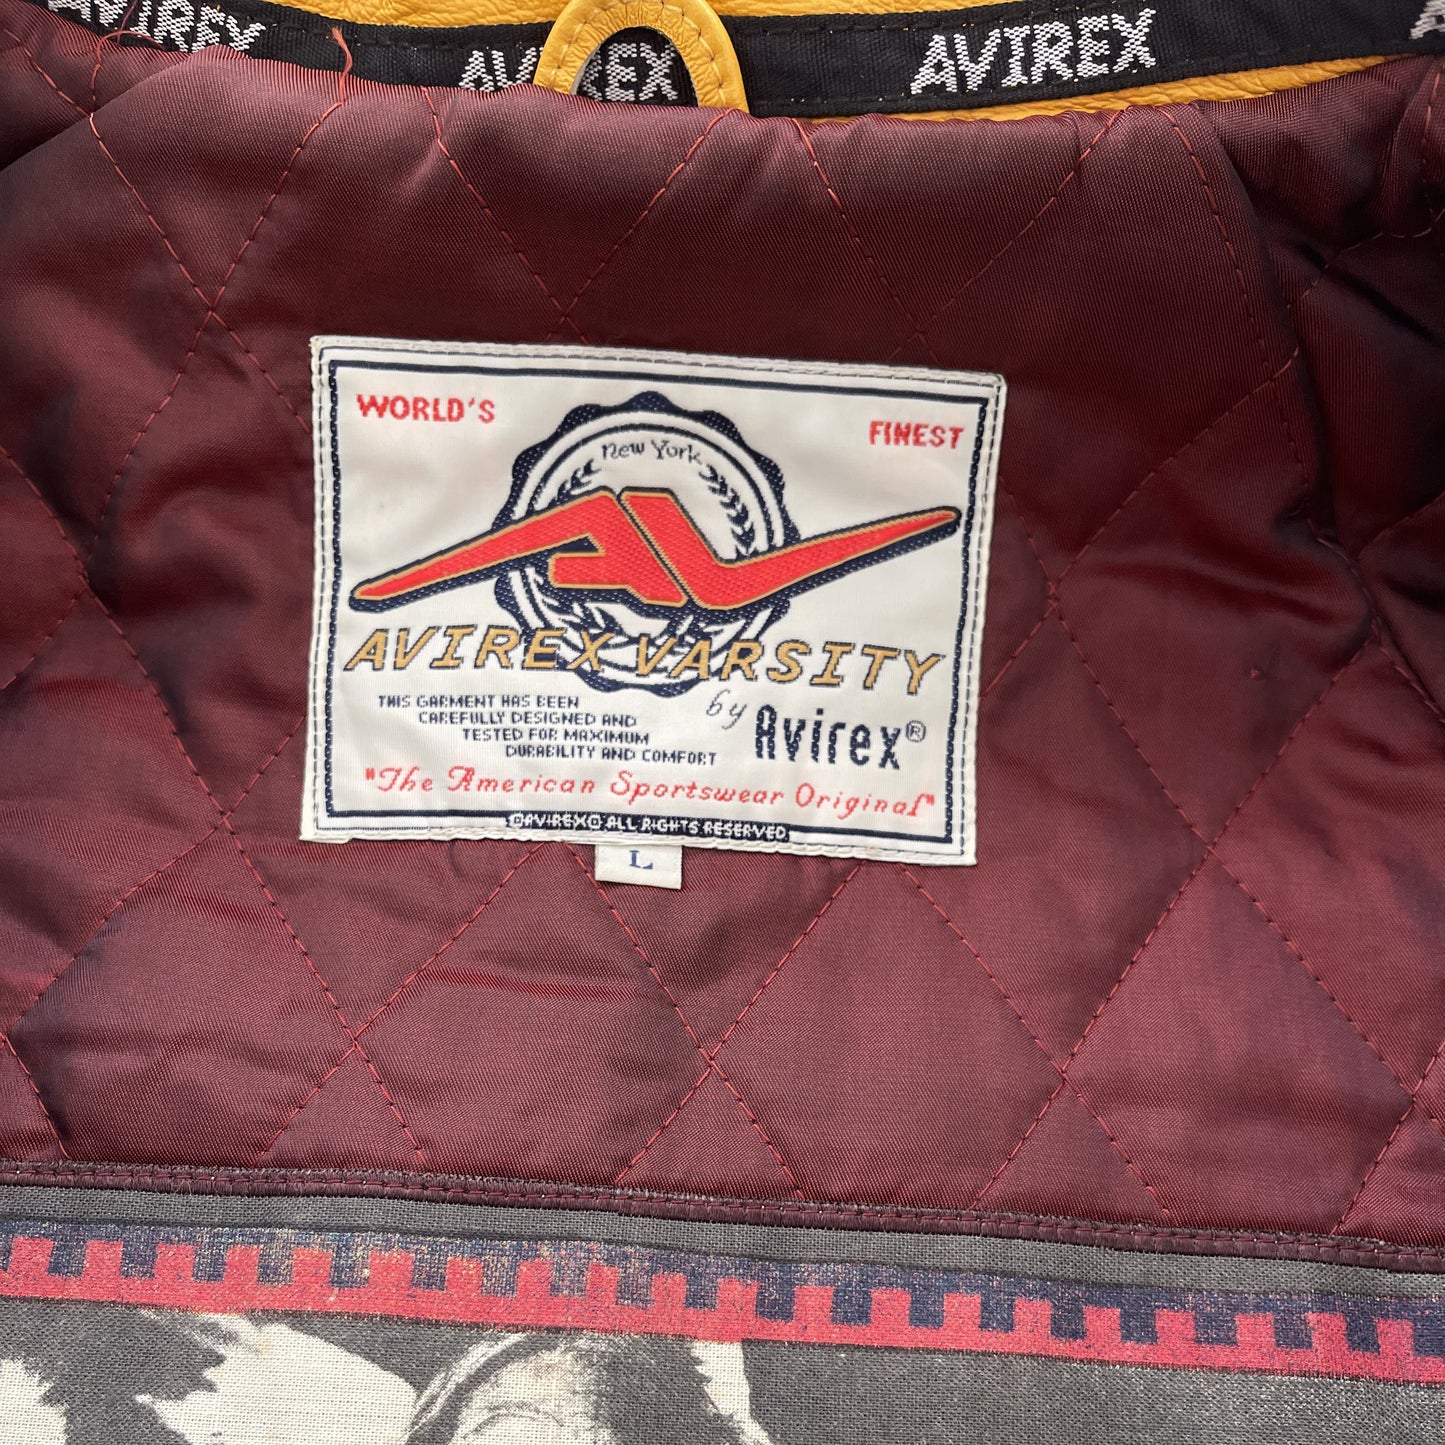 AVIREX
AVIREX
AVIREX
A
WORLD'S
FINEST
New York
AVIREX VARSITY
by Avirex®
THIS GARMENT HAS BEEN
CAREFULLY DESIGNED AND
TESTED FOR MAXIMUM
DURABILITY AND COMFORT
"The American Sportswear Original"
©AVIREX© ALL RIGHTS RESERVED
L